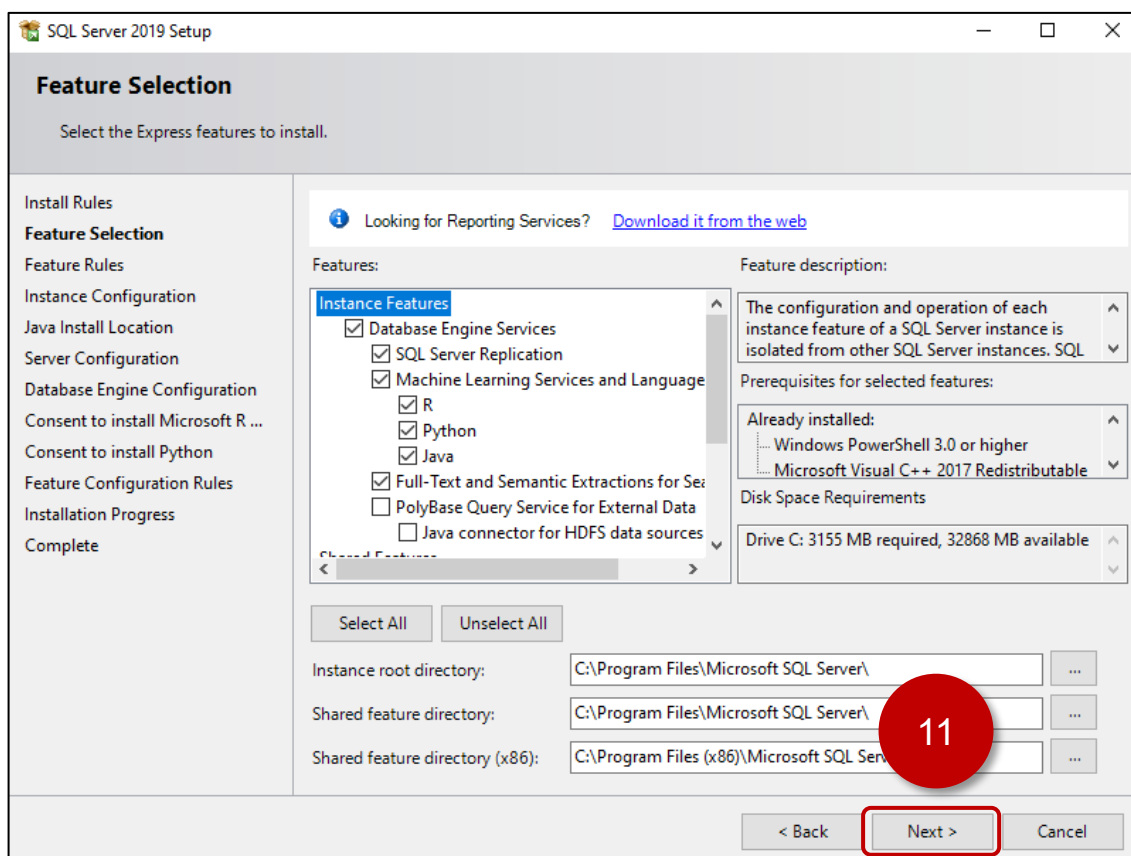 SQL Server 2019 Setup
Feature Selection
Select the Express features to install.
Install Rules
Feature Selection
Feature Rules
Instance Configuration
Java Install Location
Server Configuration
Database Engine Configuration
Consent to install Microsoft R ...
Consent to install Python
Feature Configuration Rules
Installation Progress
Complete
Looking for Reporting Services? Download it from the web
Features:
Instance Features
Database Engine Services
SQL Server Replication
Machine Learning Services and Language
R
Python
Java
Full-Text and Semantic Extractions for Sea
PolyBase Query Service for External Data
Java connector for HDFS data sources
Shared Features
Feature description:
The configuration and operation of each
instance feature of a SQL Server instance is
isolated from other SQL Server instances. SQL
Prerequisites for selected features:
Already installed:
Windows PowerShell 3.0 or higher
Microsoft Visual C++ 2017 Redistributable
Disk Space Requirements
Drive C: 3155 MB required, 32868 MB available
Select All
Unselect All
Instance root directory: C:\Program Files\Microsoft SQL Server\ ...
Shared feature directory: C:\Program Files\Microsoft SQL Server\ ...
Shared feature directory (x86): C:\Program Files (x86)\Microsoft SQL Ser ...
11
< Back
Next >
Cancel